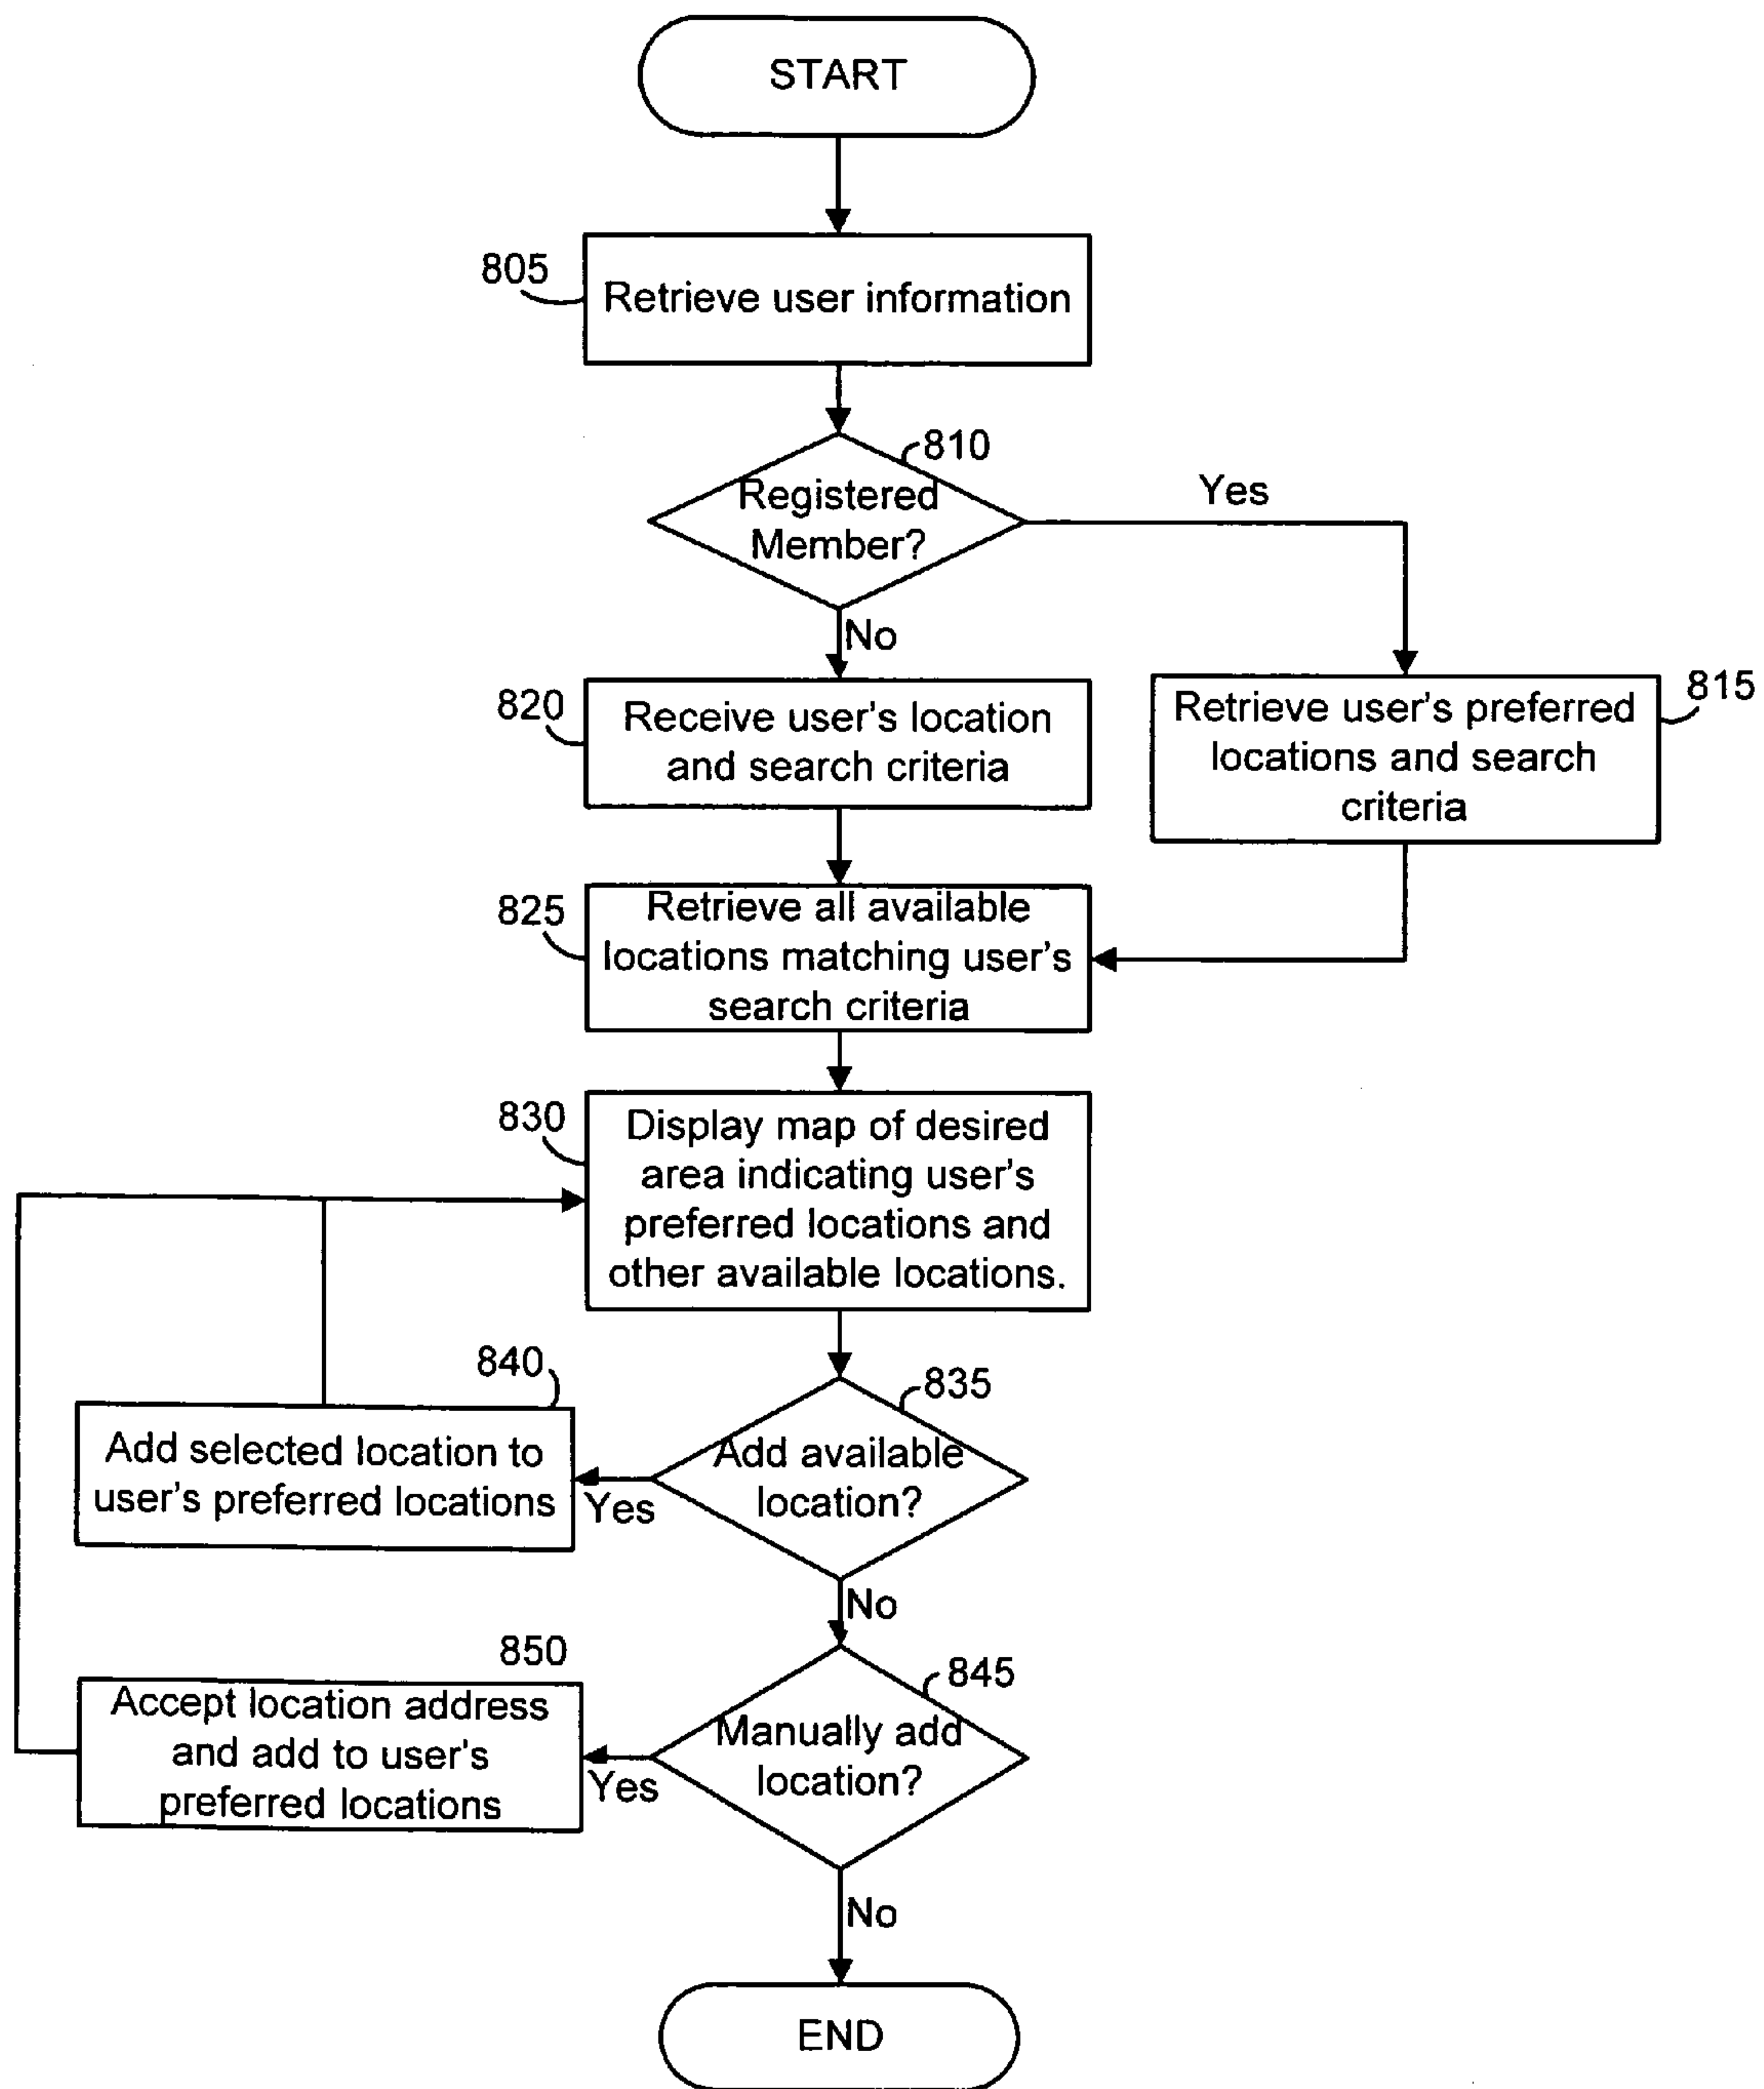 START
805
Retrieve user information
810
Registered
Member?
Yes
No
820
Receive user's location
and search criteria
815
Retrieve user's preferred
locations and search
criteria
825
Retrieve all available
locations matching user's
search criteria
830
Display map of desired
area indicating user's
preferred locations and
other available locations.
840
Add selected location to
user's preferred locations
Yes
835
Add available
location?
No
850
Accept location address
and add to user's
preferred locations
Yes
845
Manually add
location?
No
END